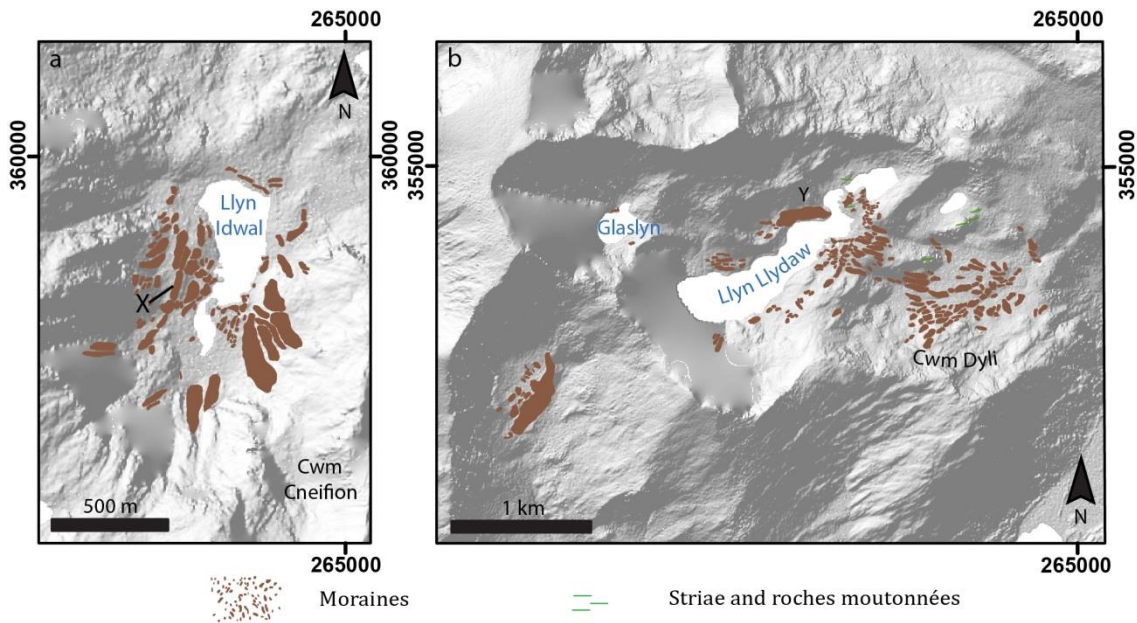 265000
265000
a
b
N
360000
360000
355000
355000
Llyn
Idwal
X
Y
Glaslyn
Llyn Llydaw
Cwm Dyli
Cwm
Cneifion
500 m
1 km
N
265000
265000
Moraines
Striae and roches moutonnées